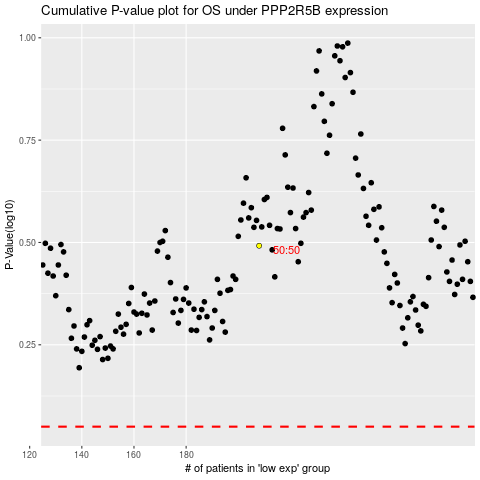 Cumulative P-value plot for OS under PPP2R5B expression
P-Value(log10)
1.00
0.75
0.50
0.25
50:50
120 140 160 180
# of patients in 'low exp' group